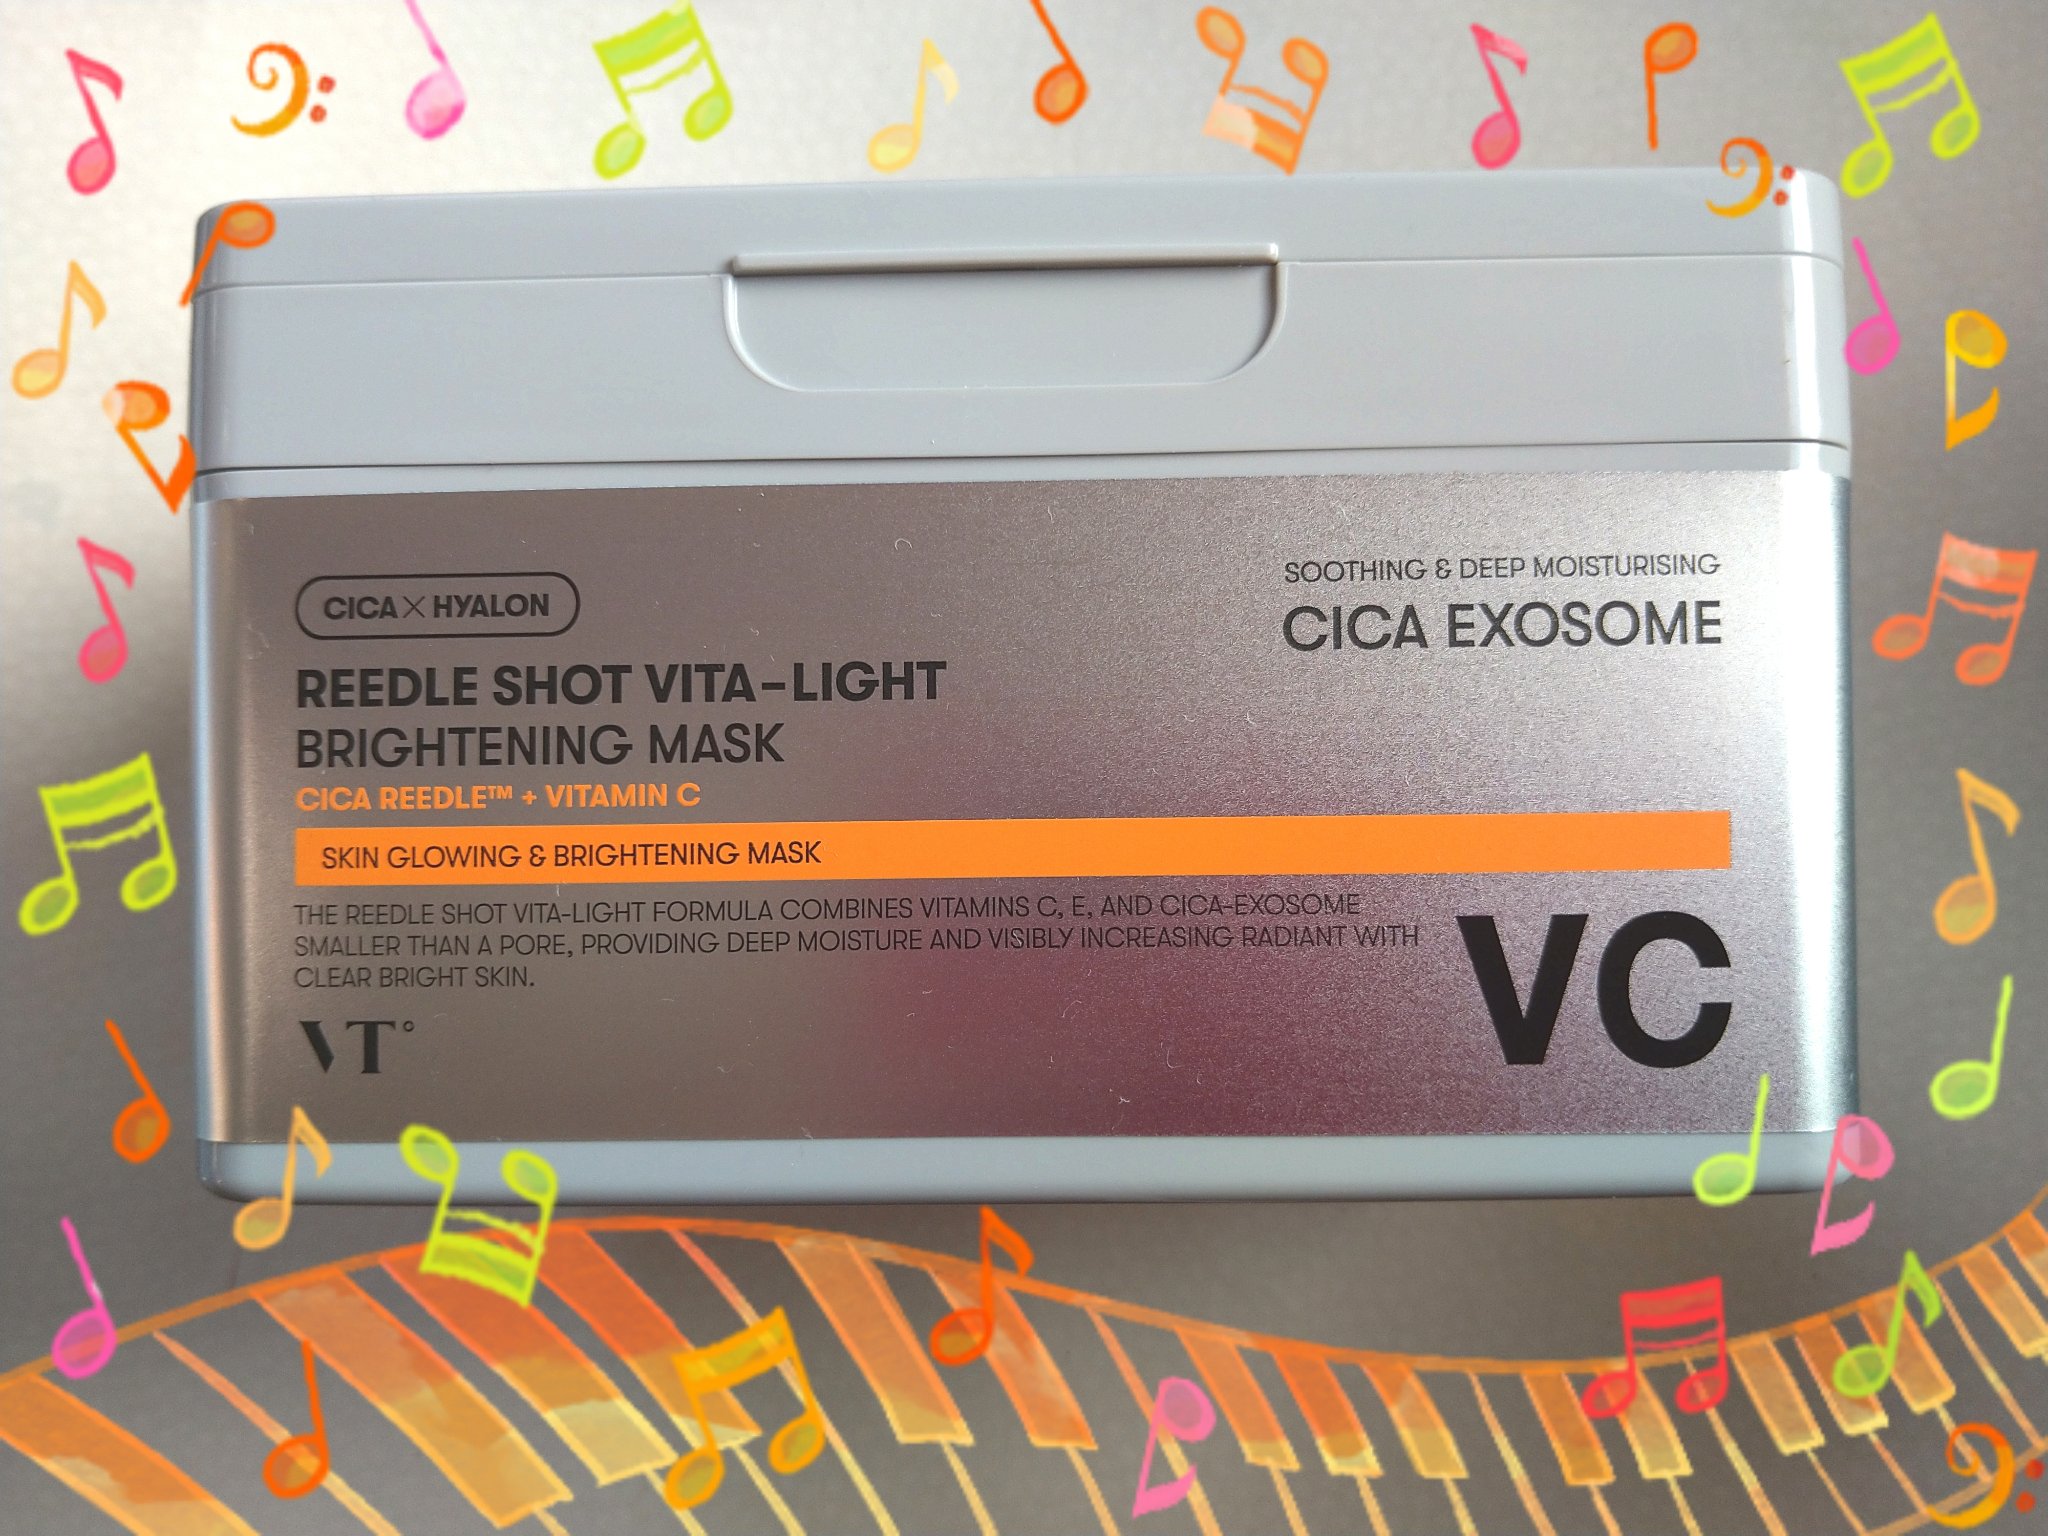 CICA×HYALON
REEDLE SHOT VITA-LIGHT
BRIGHTENING MASK
CICA REEDLE™ + VITAMIN C
SKIN GLOWING & BRIGHTENING MASK
THE REEDLE SHOT VITA-LIGHT FORMULA COMBINES VITAMINS C, E, AND CICA-EXOSOME
SMALLER THAN A PORE, PROVIDING DEEP MOISTURE AND VISIBLY INCREASING RADIANT WITH
CLEAR BRIGHT SKIN.
VT°
SOOTHING & DEEP MOISTURISING
CICA EXOSOME
VC